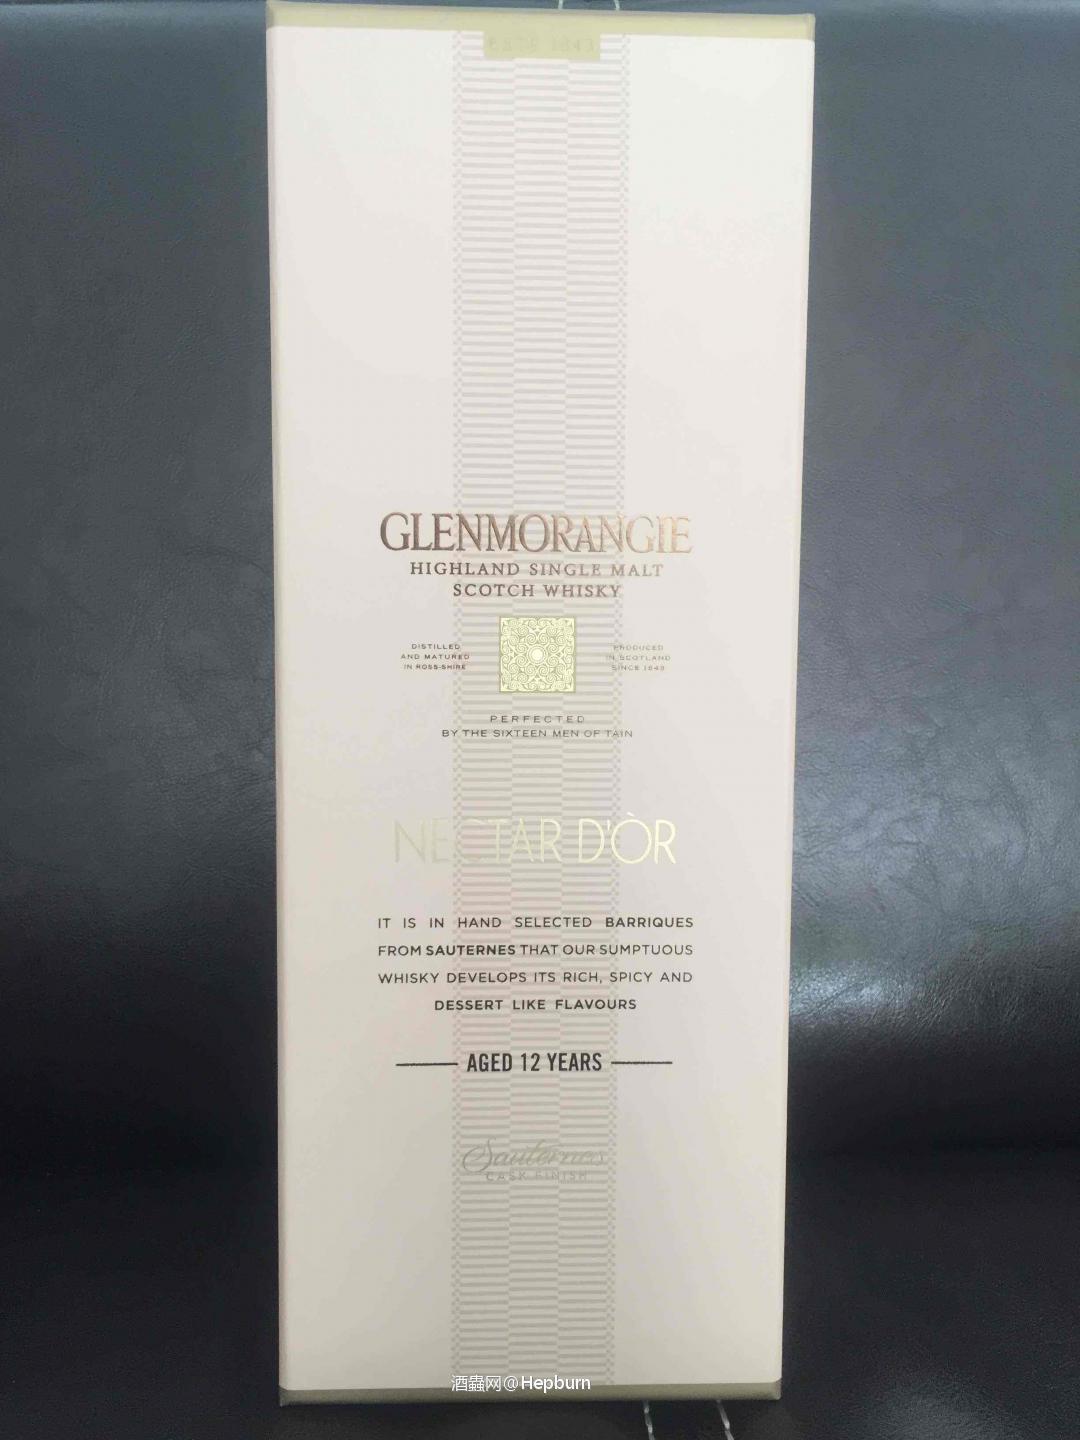 ESTD 1843
GLENMORANGIE
HIGHLAND SINGLE MALT
SCOTCH WHISKY
DISTILLED
AND MATURED
IN ROSS-SHIRE
PRODUCED
IN SCOTLAND
SINCE 1843
PERFECTED
BY THE SIXTEEN MEN OF TAIN
NECTAR D'ÒR
IT IS IN HAND SELECTED BARRIQUES
FROM SAUTERNES THAT OUR SUMPTUOUS
WHISKY DEVELOPS ITS RICH, SPICY AND
DESSERT LIKE FLAVOURS
AGED 12 YEARS
Sauternes
CASK FINISH
酒蟲网@Hepburn